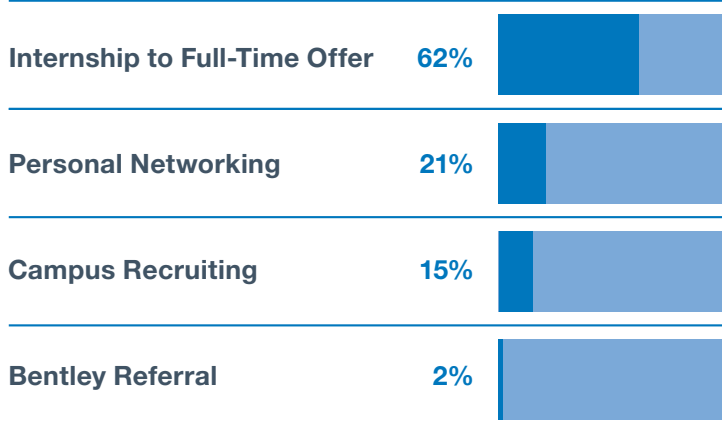 Internship to Full-Time Offer 62%
Personal Networking 21%
Campus Recruiting 15%
Bentley Referral 2%